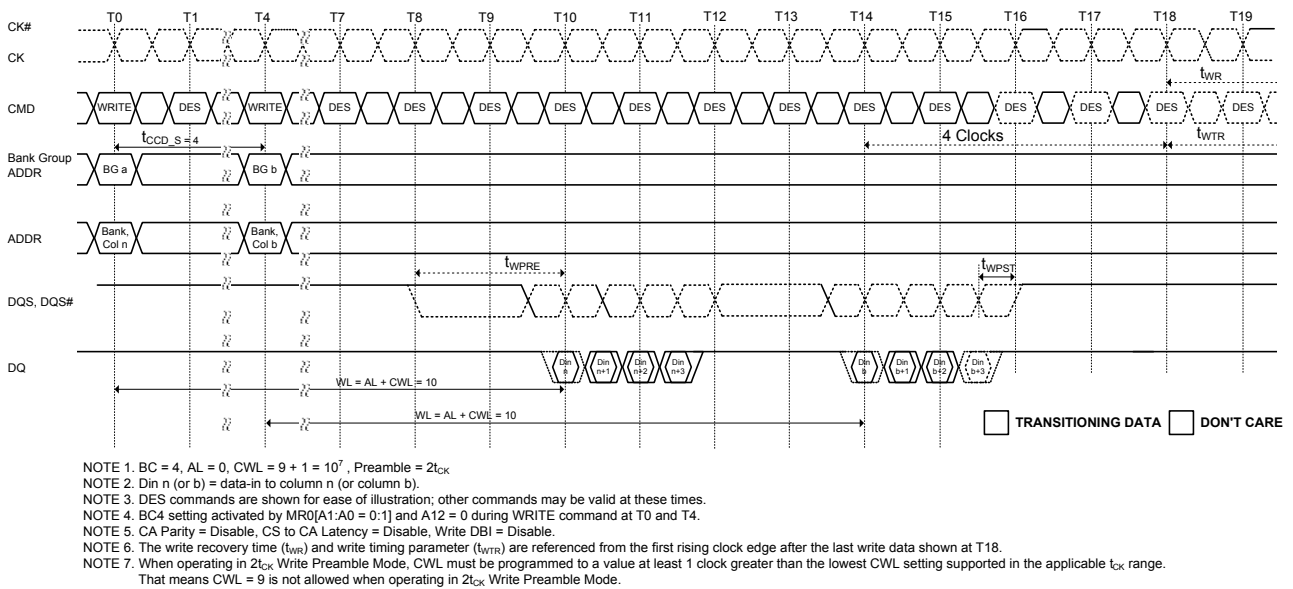 T0 T1 T4 T7 T8 T9 T10 T11 T12 T13 T14 T15 T16 T17 T18 T19
CK#
CK
tWR
CMD WRITE DES WRITE DES DES DES DES DES DES DES DES DES DES DES DES DES
tCCD_S = 4
4 Clocks
tWTR
Bank Group
ADDR
BG a BG b
ADDR
Bank, Col n
Bank, Col b
tWPRE
tWPST
DQS, DQS#
DQ
Din n
Din n+1
Din n+2
Din n+3
Din b
Din b+1
Din b+2
Din b+3
WL = AL + CWL = 10
WL = AL + CWL = 10
TRANSITIONING DATA DON'T CARE
NOTE 1. BC = 4, AL = 0, CWL = 9 + 1 = 10⁷ , Preamble = 2tCK
NOTE 2. Din n (or b) = data-in to column n (or column b).
NOTE 3. DES commands are shown for ease of illustration; other commands may be valid at these times.
NOTE 4. BC4 setting activated by MR0[A1:A0 = 0:1] and A12 = 0 during WRITE command at T0 and T4.
NOTE 5. CA Parity = Disable, CS to CA Latency = Disable, Write DBI = Disable.
NOTE 6. The write recovery time (tWR) and write timing parameter (tWTR) are referenced from the first rising clock edge after the last write data shown at T18.
NOTE 7. When operating in 2tCK Write Preamble Mode, CWL must be programmed to a value at least 1 clock greater than the lowest CWL setting supported in the applicable tCK range.
That means CWL = 9 is not allowed when operating in 2tCK Write Preamble Mode.